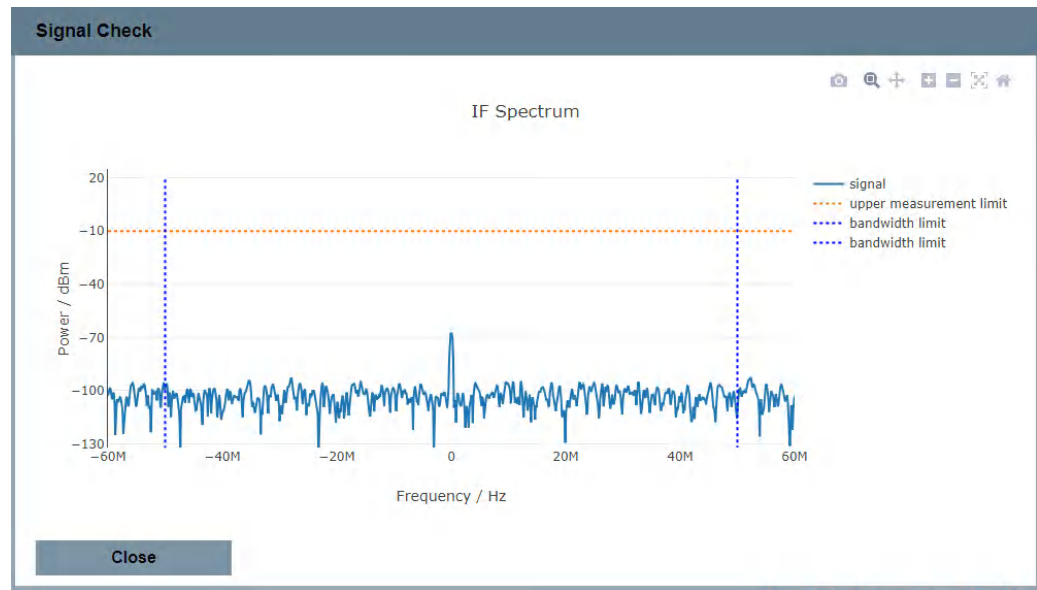 Signal Check
IF Spectrum
20
−10
−40
−70
−100
−130
Power / dBm
−60M
−40M
−20M
0
20M
40M
60M
Frequency / Hz
signal
upper measurement limit
bandwidth limit
bandwidth limit
Close